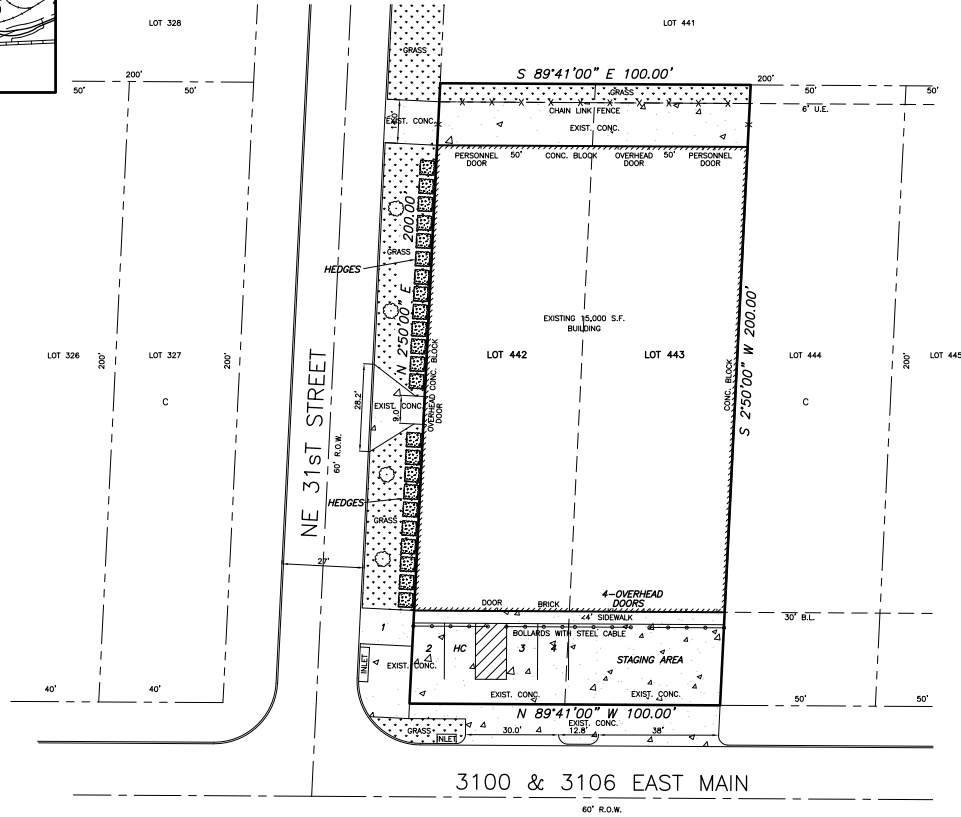 LOT 328
LOT 441
GRASS
S 89°41'00" E 100.00'
200'
200'
50'
50'
GRASS
50'
50'
CHAIN LINK FENCE
6' U.E.
EXIST. CONC.
EXIST. CONC.
PERSONNEL DOOR
50'
CONC. BLOCK
OVERHEAD DOOR
50'
PERSONNEL DOOR
N 2°50'00" E 200.00'
GRASS
HEDGES
EXISTING 15,000 S.F.
BUILDING
S 2°50'00" W 200.00'
LOT 326
200'
LOT 327
200'
LOT 442
LOT 443
LOT 444
200'
LOT 445
C
C
CONC. BLOCK
CONC. BLOCK
OVERHEAD DOOR
28.2'
EXIST. CONC.
9.0'
NE 31sT STREET
60' R.O.W.
HEDGES
GRASS
27'
4-OVERHEAD
DOORS
DOOR
BRICK
4' SIDEWALK
30' B.L.
BOLLARDS WITH STEEL CABLE
1
2
HC
3
4
STAGING AREA
INLET
EXIST. CONC.
EXIST. CONC.
EXIST. CONC.
40'
40'
50'
50'
N 89°41'00" W 100.00'
EXIST. CONC.
GRASS
INLET
30.0'
12.8'
38'
3100 & 3106 EAST MAIN
60' R.O.W.